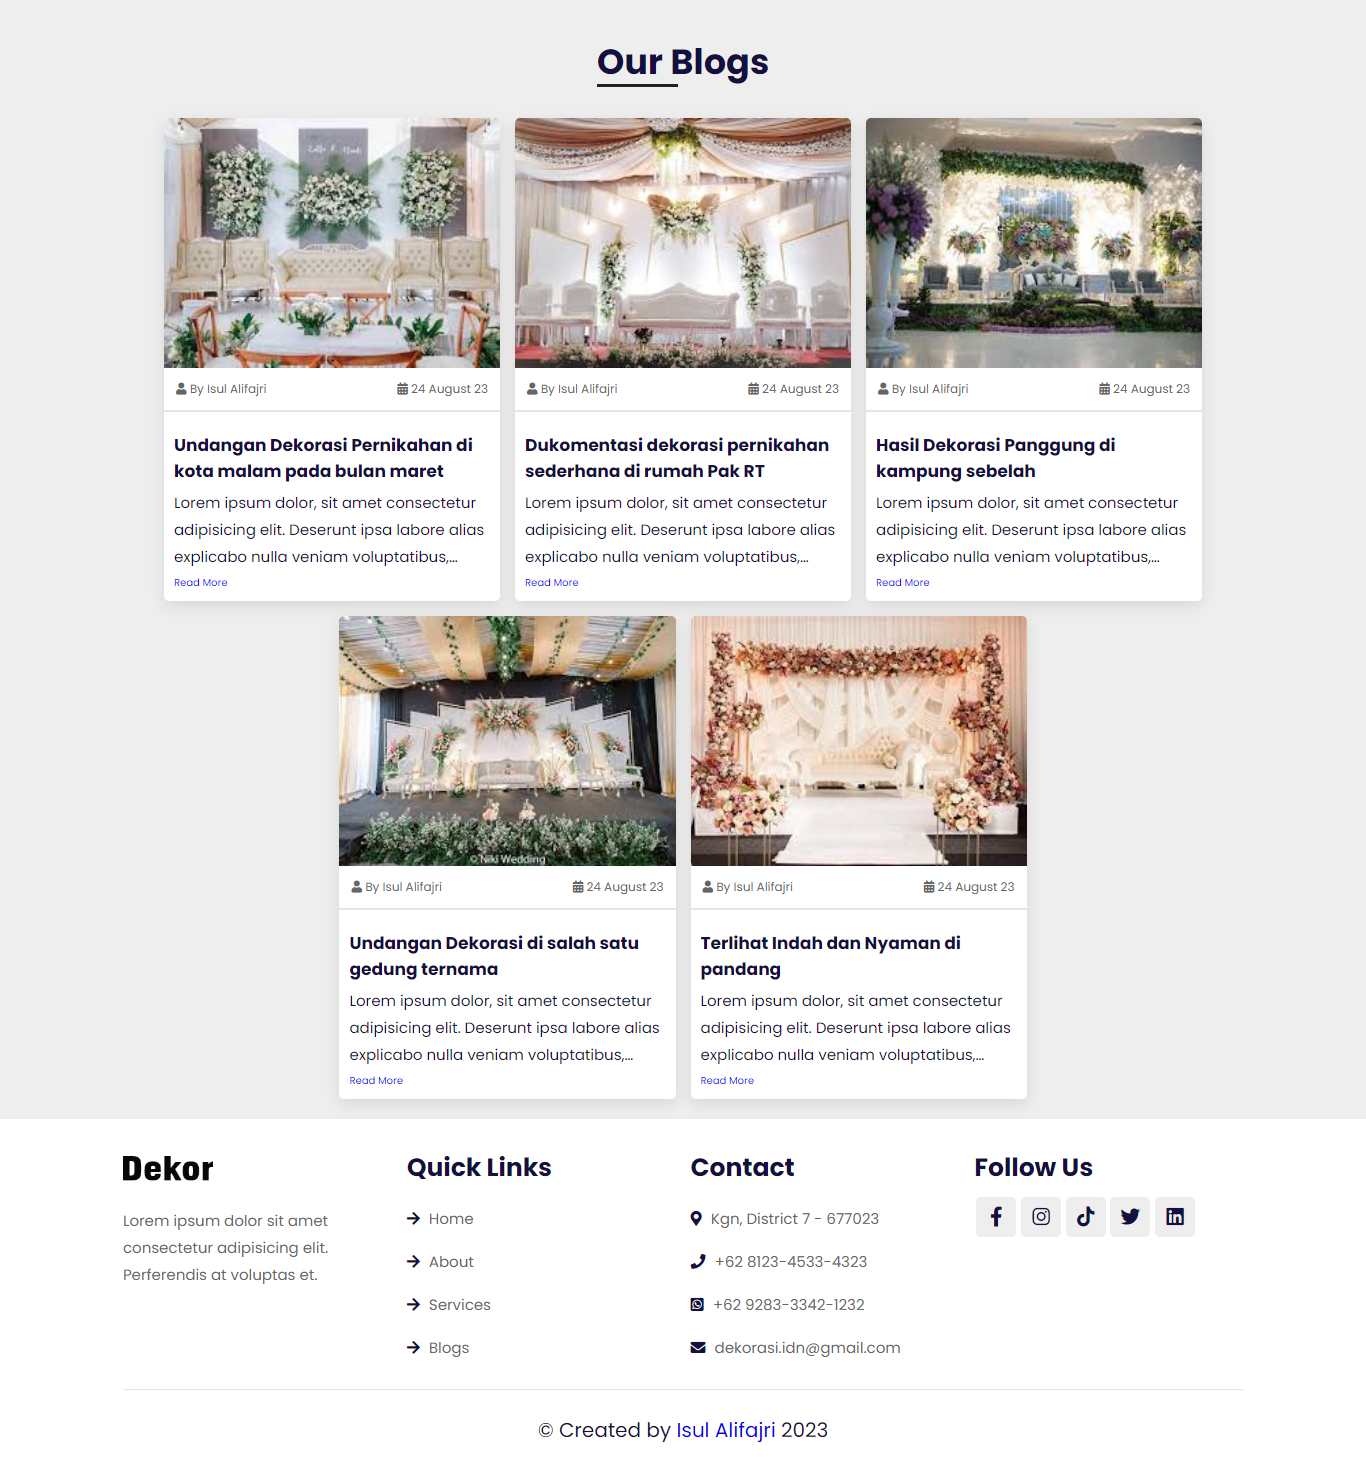 Our Blogs
By Isul Alifajri
24 August 23
Undangan Dekorasi Pernikahan di
kota malam pada bulan maret
Lorem ipsum dolor, sit amet consectetur
adipisicing elit. Deserunt ipsa labore alias
explicabo nulla veniam voluptatibus,...
Read More
By Isul Alifajri
24 August 23
Dukomentasi dekorasi pernikahan
sederhana di rumah Pak RT
Lorem ipsum dolor, sit amet consectetur
adipisicing elit. Deserunt ipsa labore alias
explicabo nulla veniam voluptatibus,...
Read More
By Isul Alifajri
24 August 23
Hasil Dekorasi Panggung di
kampung sebelah
Lorem ipsum dolor, sit amet consectetur
adipisicing elit. Deserunt ipsa labore alias
explicabo nulla veniam voluptatibus,...
Read More
© Niki Wedding
By Isul Alifajri
24 August 23
Undangan Dekorasi di salah satu
gedung ternama
Lorem ipsum dolor, sit amet consectetur
adipisicing elit. Deserunt ipsa labore alias
explicabo nulla veniam voluptatibus,...
Read More
By Isul Alifajri
24 August 23
Terlihat Indah dan Nyaman di
pandang
Lorem ipsum dolor, sit amet consectetur
adipisicing elit. Deserunt ipsa labore alias
explicabo nulla veniam voluptatibus,...
Read More
Dekor
Lorem ipsum dolor sit amet
consectetur adipisicing elit.
Perferendis at voluptas et.
Quick Links
Home
About
Services
Blogs
Contact
Kgn, District 7 - 677023
+62 8123-4533-4323
+62 9283-3342-1232
dekorasi.idn@gmail.com
Follow Us
© Created by Isul Alifajri 2023